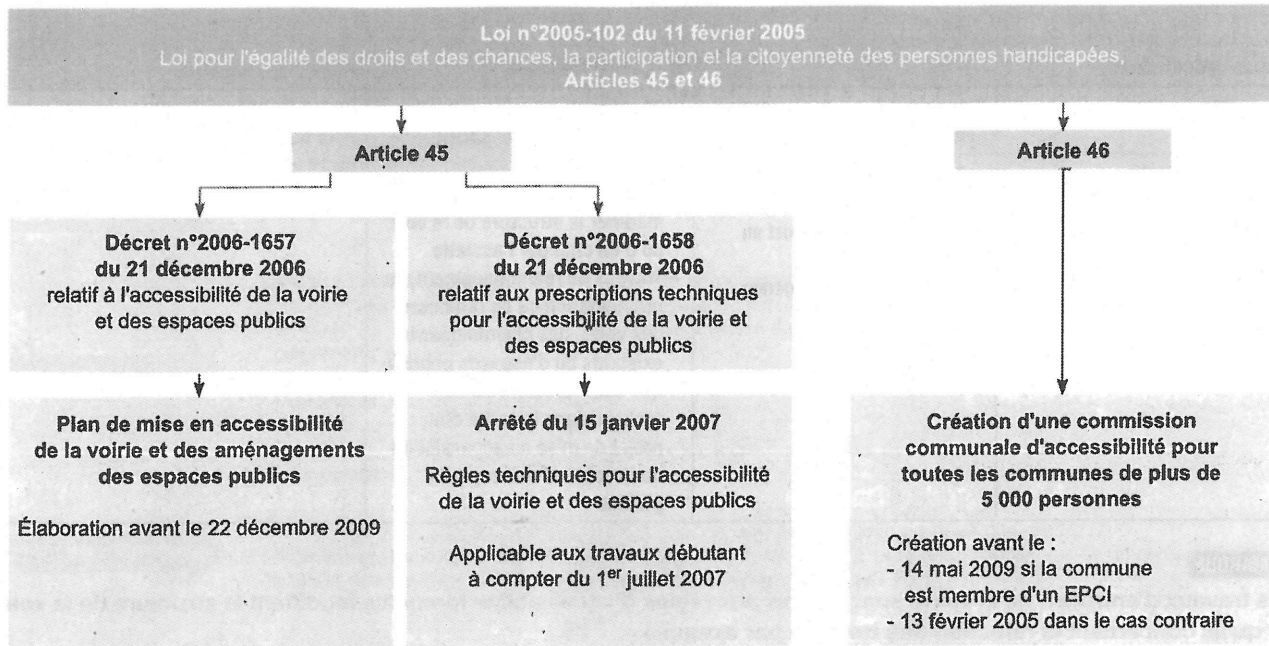 Loi n°2005-102 du 11 février 2005
Loi pour l'égalité des droits et des chances, la participation et la citoyenneté des personnes handicapées,
Articles 45 et 46
Article 45
Article 46
Décret n°2006-1657
du 21 décembre 2006
relatif à l'accessibilité de la voirie
et des espaces publics
Décret n°2006-1658
du 21 décembre 2006
relatif aux prescriptions techniques
pour l'accessibilité de la voirie et
des espaces publics
Plan de mise en accessibilité
de la voirie et des aménagements
des espaces publics
Élaboration avant le 22 décembre 2009
Arrêté du 15 janvier 2007
Règles techniques pour l'accessibilité
de la voirie et des espaces publics
Applicable aux travaux débutant
à compter du 1er juillet 2007
Création d'une commission
communale d'accessibilité pour
toutes les communes de plus de
5 000 personnes
Création avant le :
- 14 mai 2009 si la commune
est membre d'un EPCI
- 13 février 2005 dans le cas contraire